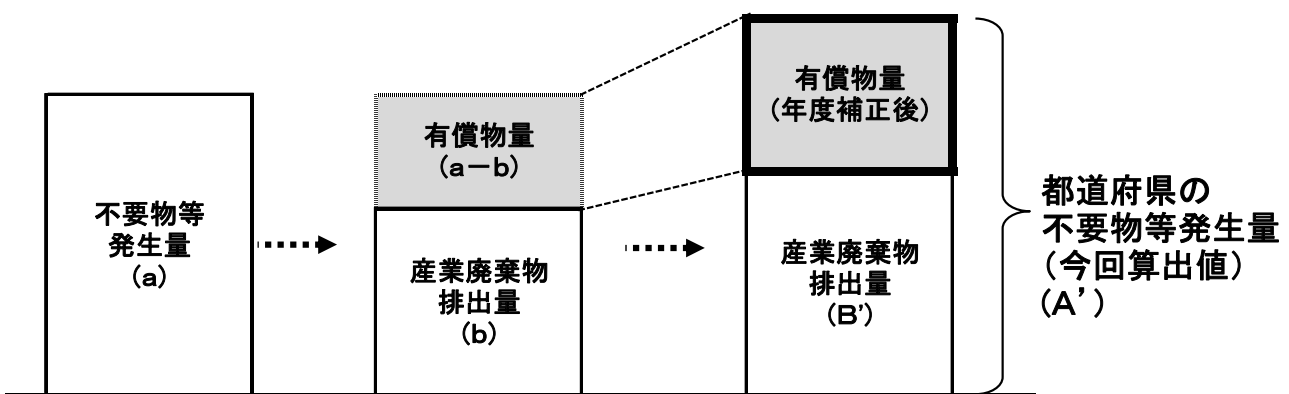 不要物等
発生量
(a)
有償物量
(a－b)
産業廃棄物
排出量
(b)
有償物量
(年度補正後)
産業廃棄物
排出量
(B')
都道府県の
不要物等発生量
（今回算出値）
(A’)